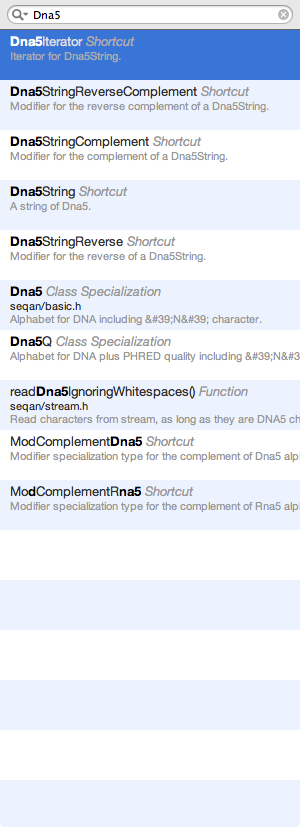 Dna5
Dna5Iterator Shortcut
Iterator for Dna5String.
Dna5StringReverseComplement Shortcut
Modifier for the reverse complement of a Dna5String.
Dna5StringComplement Shortcut
Modifier for the complement of a Dna5String.
Dna5String Shortcut
A string of Dna5.
Dna5StringReverse Shortcut
Modifier for the reverse of a Dna5String.
Dna5 Class Specialization
seqan/basic.h
Alphabet for DNA including &#39;N&#39; character.
Dna5Q Class Specialization
Alphabet for DNA plus PHRED quality including &#39;N&#3
readDna5IgnoringWhitespaces() Function
seqan/stream.h
Read characters from stream, as long as they are DNA5 ch
ModComplementDna5 Shortcut
Modifier specialization type for the complement of Dna5 alp
ModComplementRna5 Shortcut
Modifier specialization type for the complement of Rna5 alp